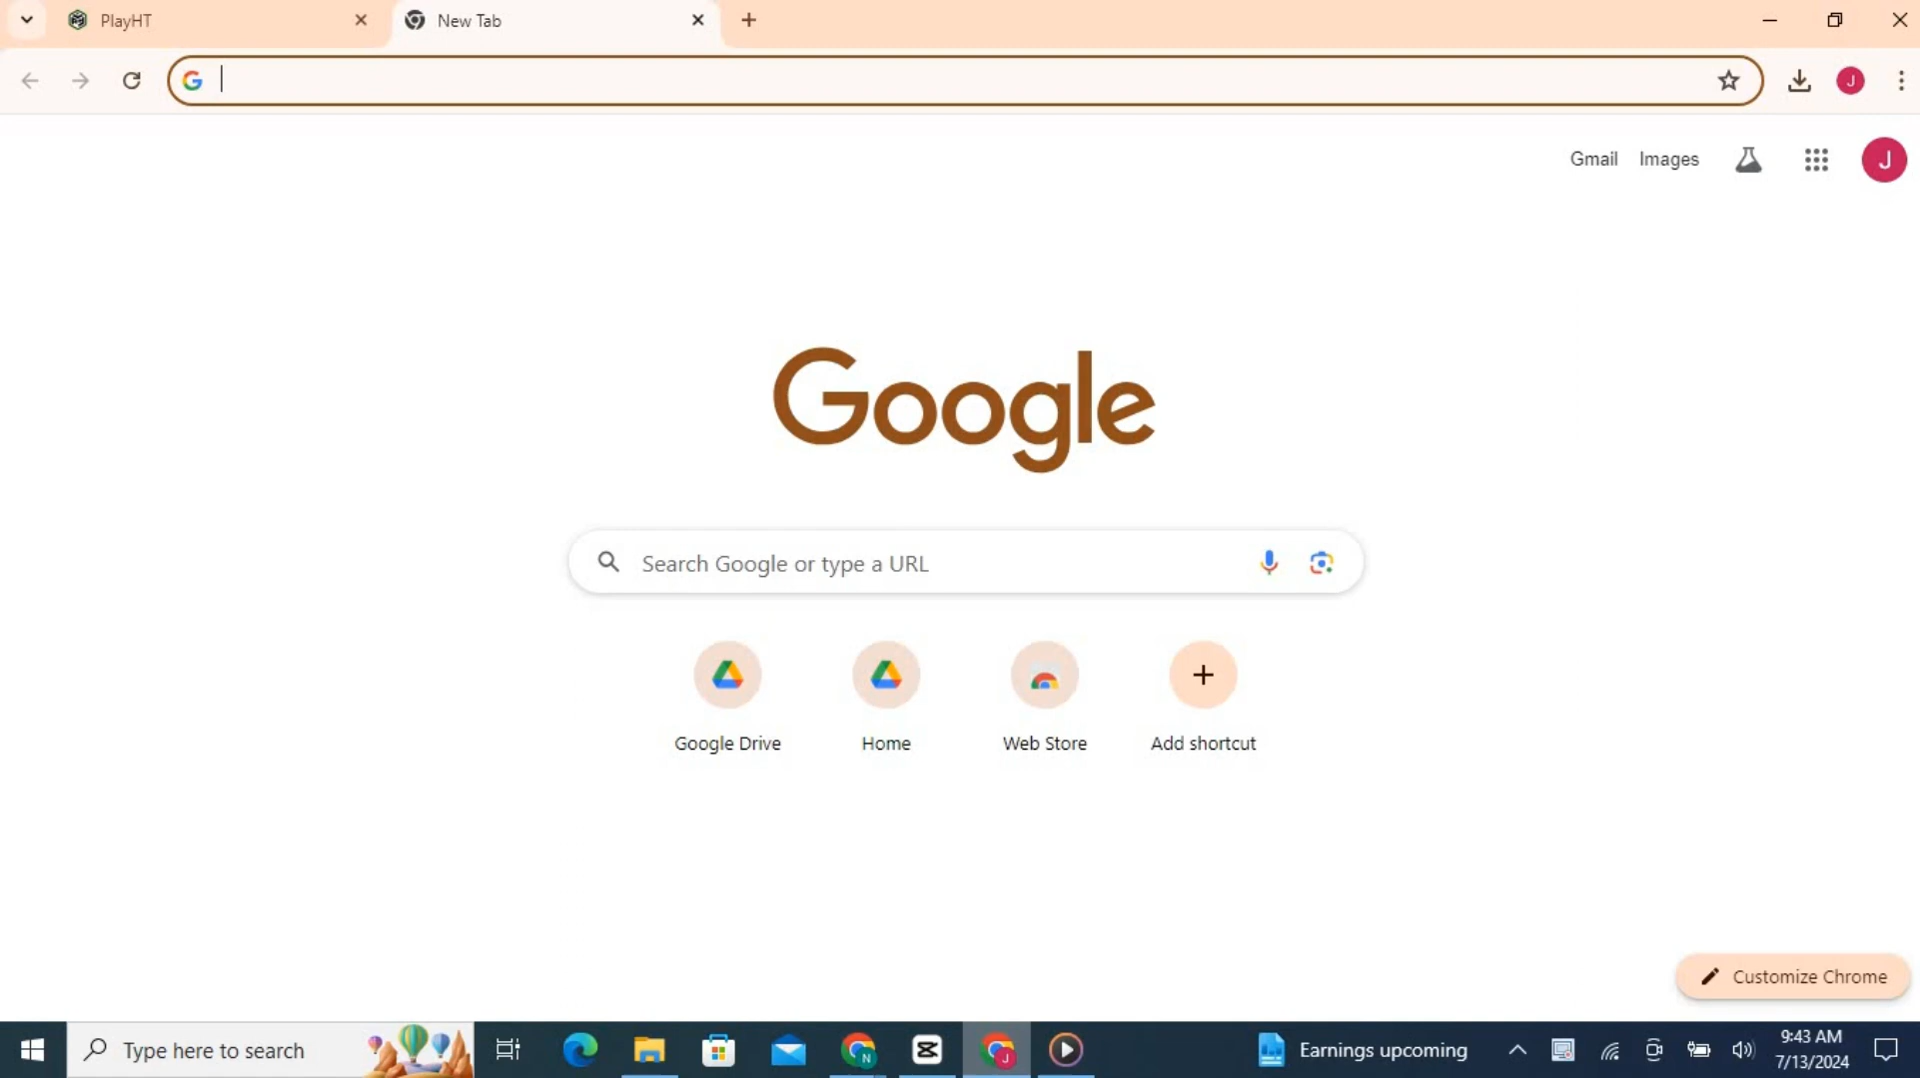 PlayHT
New Tab
Gmail Images
J
Google
Search Google or type a URL
Google Drive Home Web Store Add shortcut
Customize Chrome
Type here to search
Earnings upcoming
9:43 AM
7/13/2024